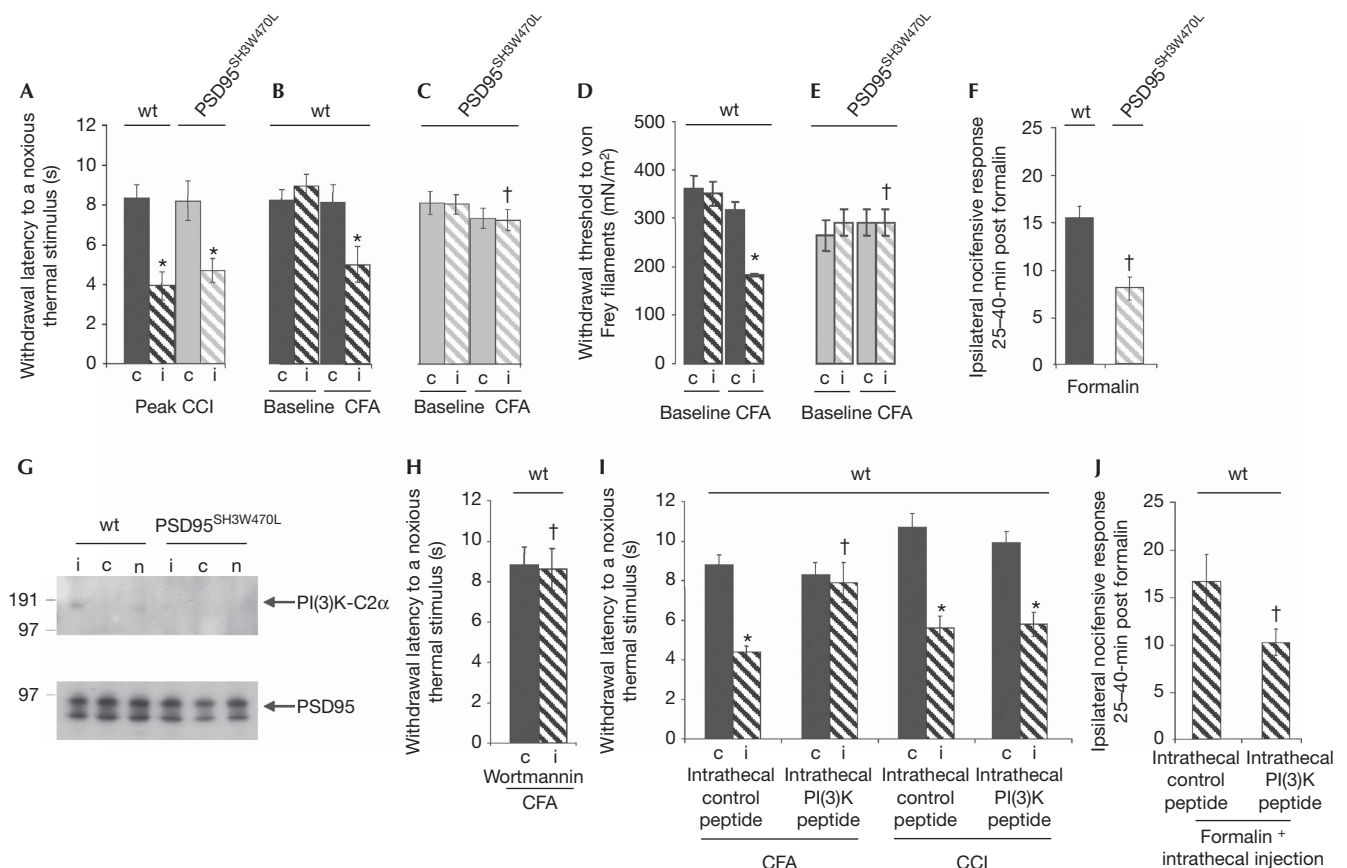 A
wt
PSD95SH3W470L
Withdrawal latency to a noxious
thermal stimulus (s)
12
10
8
6
4
2
0
*
*
c i c i
Peak CCI
B
wt
*
c i c i
Baseline CFA
C
PSD95SH3W470L
†
c i c i
Baseline CFA
D
wt
Withdrawal threshold to von
Frey filaments (mN/m²)
500
400
300
200
100
0
*
c i c i
Baseline CFA
E
PSD95SH3W470L
†
c i c i
Baseline CFA
F
wt
PSD95SH3W470L
Ipsilateral nocifensive response
25–40-min post formalin
25
20
15
10
5
0
†
Formalin
G
wt PSD95SH3W470L
i c n i c n
191
97
PI(3)K-C2α
97
PSD95
H
wt
Withdrawal latency to a noxious
thermal stimulus (s)
12
10
8
6
4
2
0
†
c i
Wortmannin
CFA
I
wt
Withdrawal latency to a noxious
thermal stimulus (s)
12
10
8
6
4
2
0
*
†
*
*
c i c i c i c i
Intrathecal Intrathecal Intrathecal Intrathecal
control PI(3)K control PI(3)K
peptide peptide peptide peptide
CFA CCI
J
wt
Ipsilateral nocifensive response
25–40-min post formalin
25
20
15
10
5
0
†
Intrathecal Intrathecal
control PI(3)K
peptide peptide
Formalin +
intrathecal injection